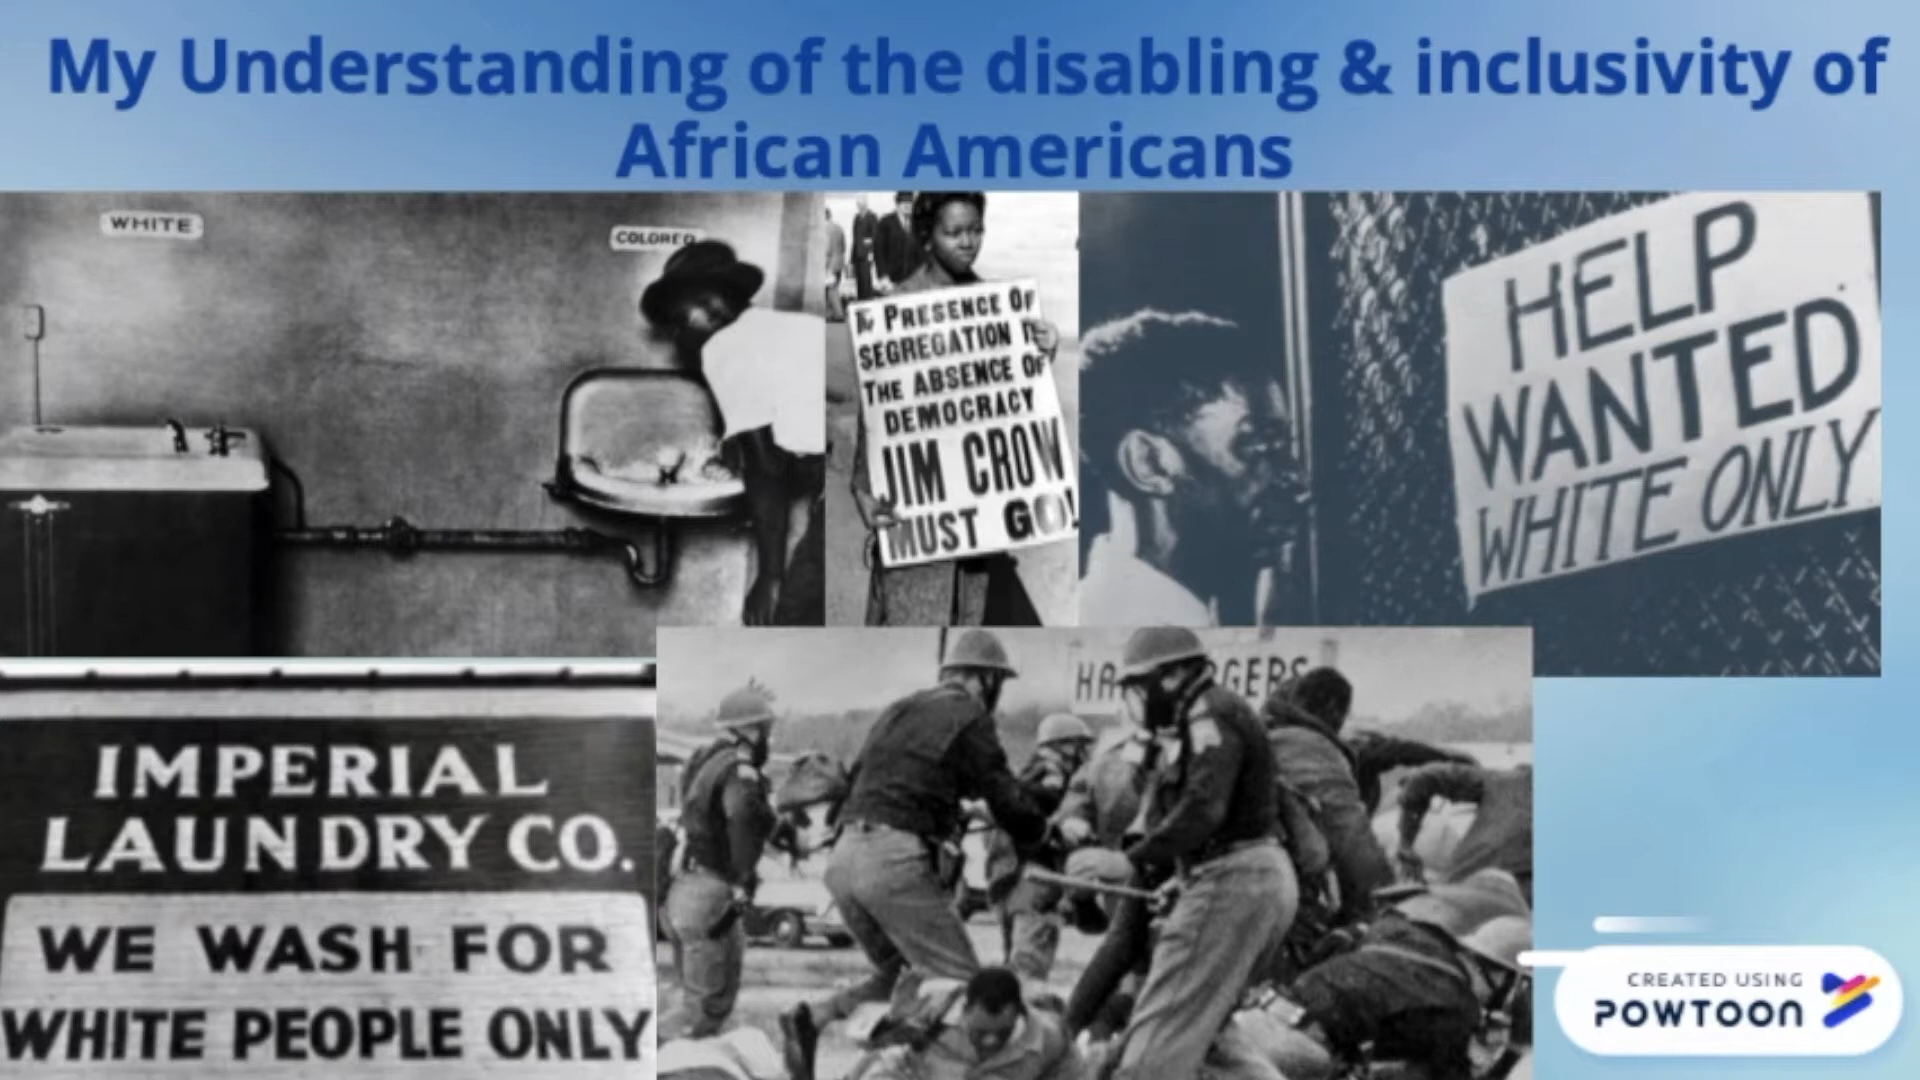 My Understanding of the disabling & inclusivity of
African Americans
WHITE
COLORED
The PRESENCE OF
SEGREGATION IS
THE ABSENCE OF
DEMOCRACY
JIM CROW
MUST GO!
HELP
WANTED
WHITE ONLY
HA GERS
IMPERIAL
LAUNDRY CO.
WE WASH FOR
WHITE PEOPLE ONLY
CREATED USING
POWTOON